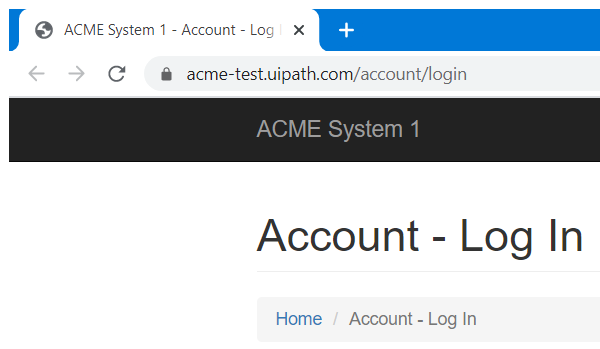 ACME System 1 - Account - Log
acme-test.uipath.com/account/login
ACME System 1
Account - Log In
Home / Account - Log In